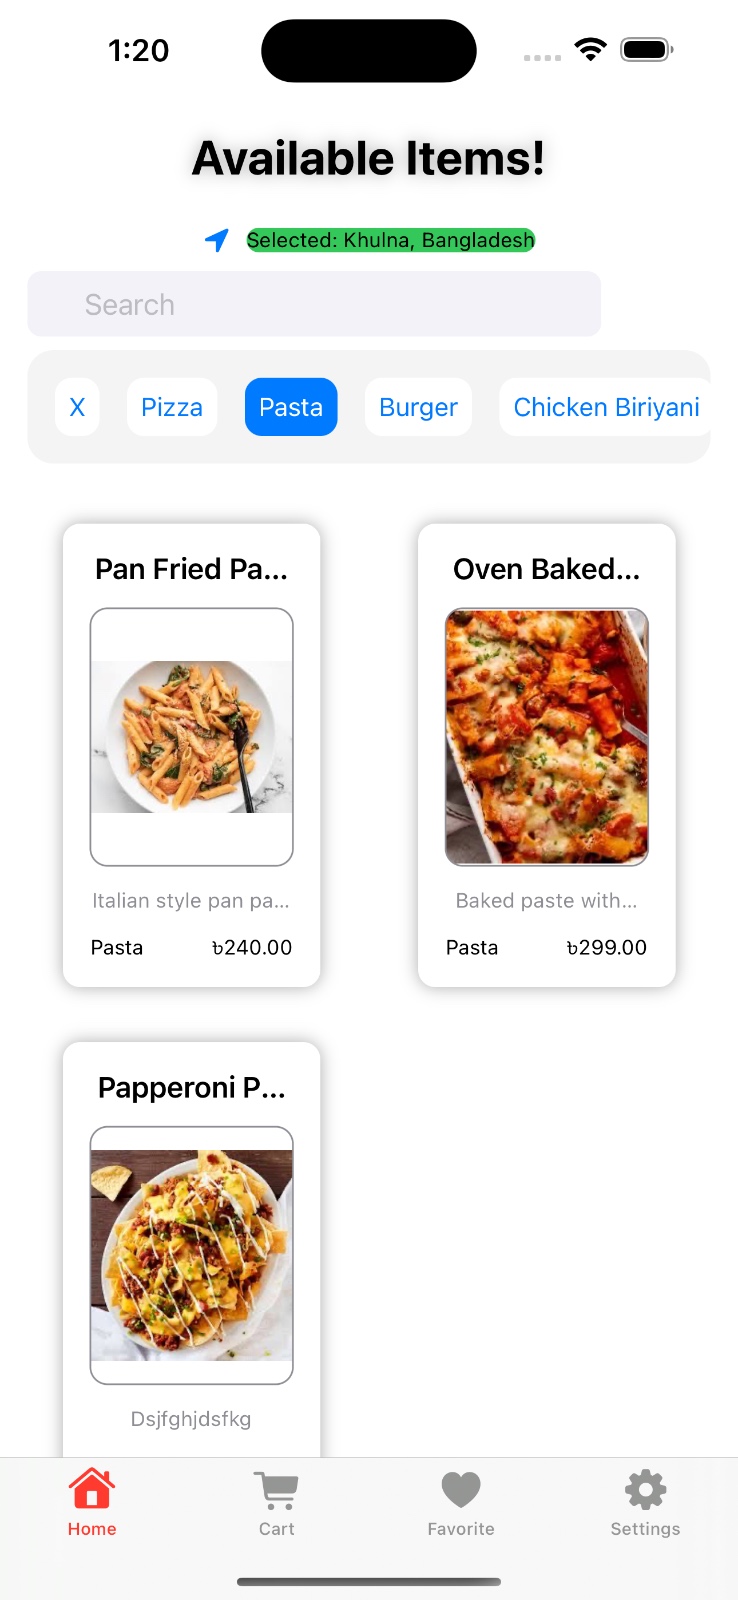 1:20
Available Items!
Selected: Khulna, Bangladesh
Search
X Pizza Pasta Burger Chicken Biriyani
Pan Fried Pa... Oven Baked...
Italian style pan pa... Baked paste with...
Pasta ৳240.00 Pasta ৳299.00
Papperoni P...
Dsjfghjdsfkg
Home Cart Favorite Settings